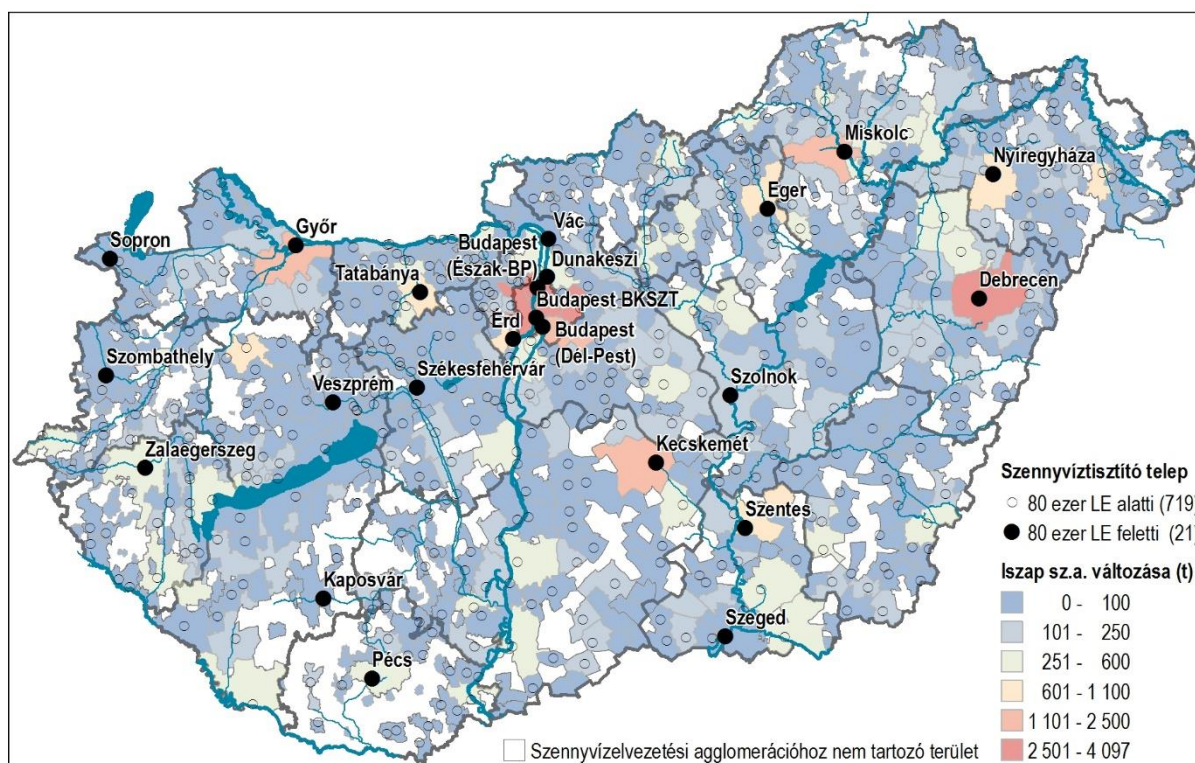 Miskolc
Nyíregyháza
Eger
Vác
Győr
Sopron
Budapest
(Észak-BP)
Dunakeszi
Tatabánya
Debrecen
Budapest BKSZT
Érd
Budapest
(Dél-Pest)
Szombathely
Székesfehérvár
Veszprém
Szolnok
Kecskemét
Zalaegerszeg
Szentes
Kaposvár
Szeged
Pécs
Szennyvíztisztító telep
80 ezer LE alatti (719)
80 ezer LE feletti (21)
Iszap sz.a. változása (t)
0 - 100
101 - 250
251 - 600
601 - 1 100
1 101 - 2 500
2 501 - 4 097
Szennyvízelvezetési agglomerációhoz nem tartozó terület